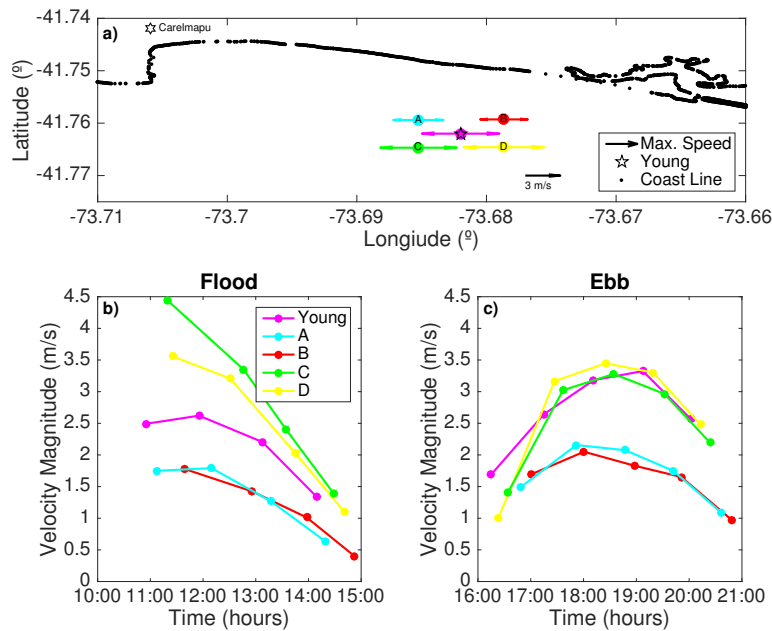 -41.74
a)
Carelmapu
-41.75
-41.76
-41.77
Latitude (º)
A
B
C
D
3 m/s
Max. Speed
Young
Coast Line
-73.71
-73.7
-73.69
-73.68
-73.67
-73.66
Longiude (º)
Flood
b)
4.5
4
3.5
3
2.5
2
1.5
1
0.5
0
Velocity Magnitude (m/s)
Young
A
B
C
D
10:00 11:00 12:00 13:00 14:00 15:00
Time (hours)
Ebb
c)
4.5
4
3.5
3
2.5
2
1.5
1
0.5
0
Velocity Magnitude (m/s)
16:00 17:00 18:00 19:00 20:00 21:00
Time (hours)